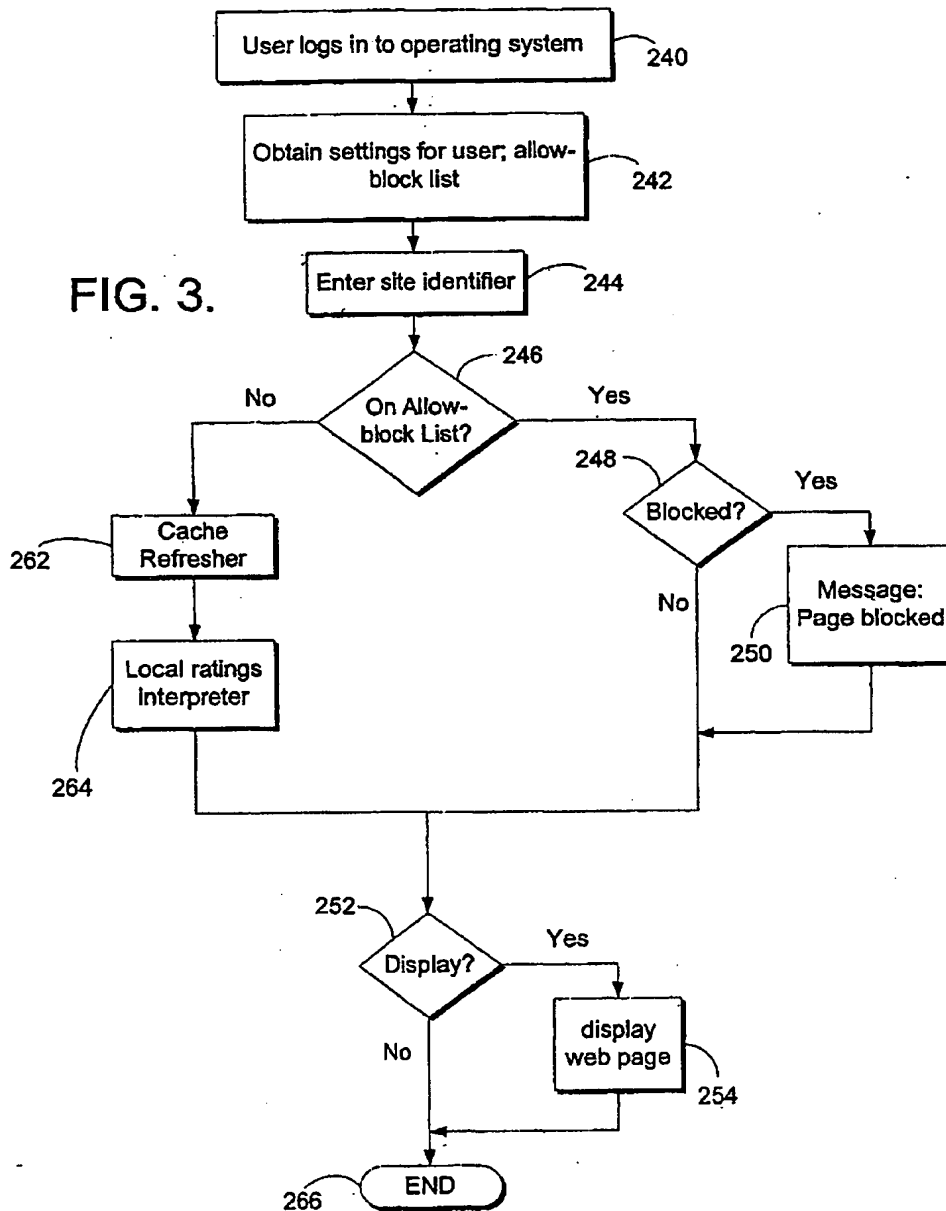 User logs in to operating system
240
Obtain settings for user; allow-
block list
242
FIG. 3.
Enter site identifier
244
246
No
On Allow-
block List?
Yes
248
Blocked?
Yes
262
Cache
Refresher
No
Message:
Page blocked
250
Local ratings
interpreter
264
252
Display?
Yes
No
display
web page
254
266
END